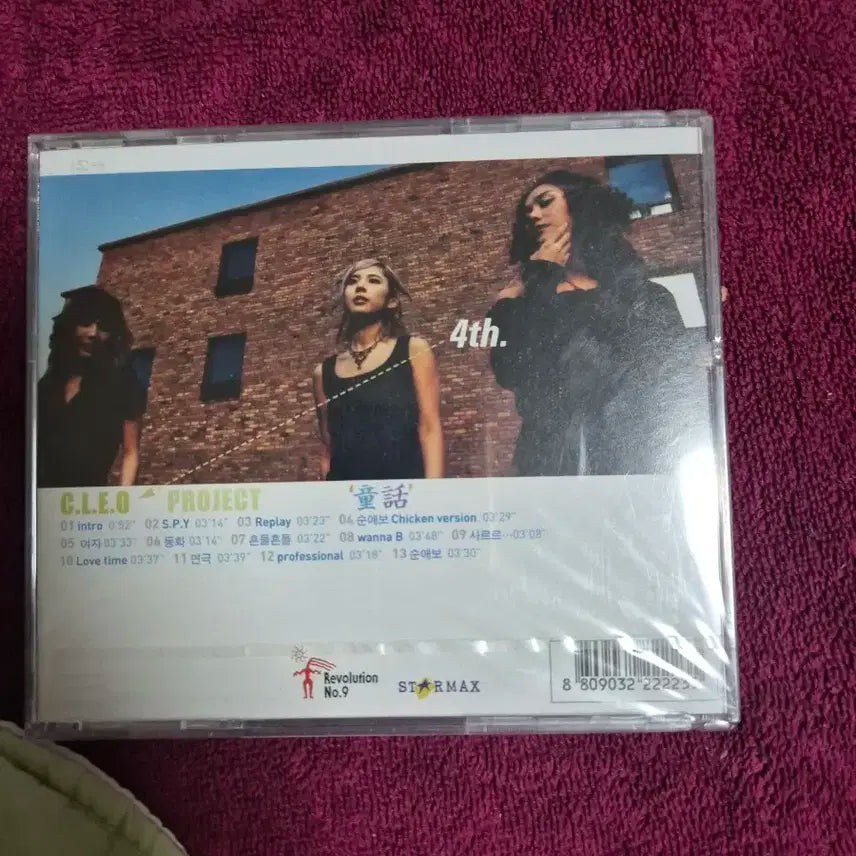 4th.
C.L.E.O PROJECT '童話'
01 intro 0'52" 02 S.P.Y 03'14" 03 Replay 03'23" 04 순애보 Chicken version 03'29"
05 여자 03'33" 06 동화 03'14" 07 흔들흔들 03'22" 08 wanna B 03'48" 09 사르르…03'08"
10 Love time 03'37" 11 연극 03'39" 12 professional 03'18" 13 순애보 03'30"
Revolution
No.9
STARMAX
8 809032 22223